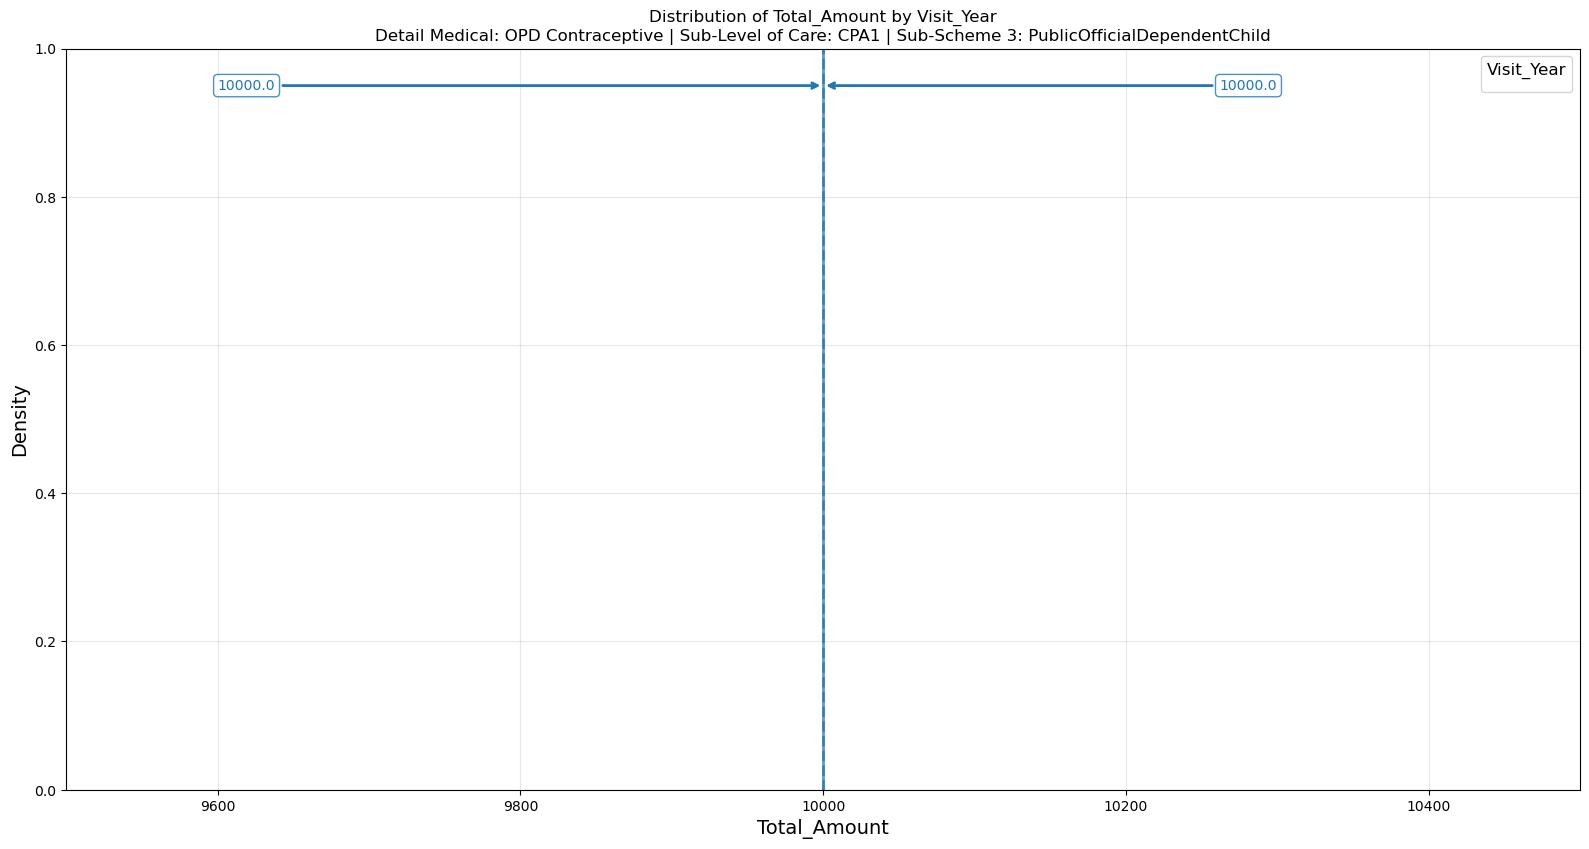 Distribution of Total_Amount by Visit_Year
Detail Medical: OPD Contraceptive | Sub-Level of Care: CPA1 | Sub-Scheme 3: PublicOfficialDependentChild
1.0
10000.0
10000.0
Visit_Year
0.8
0.6
0.4
0.2
0.0
Density
9600
9800
10000
10200
10400
Total_Amount